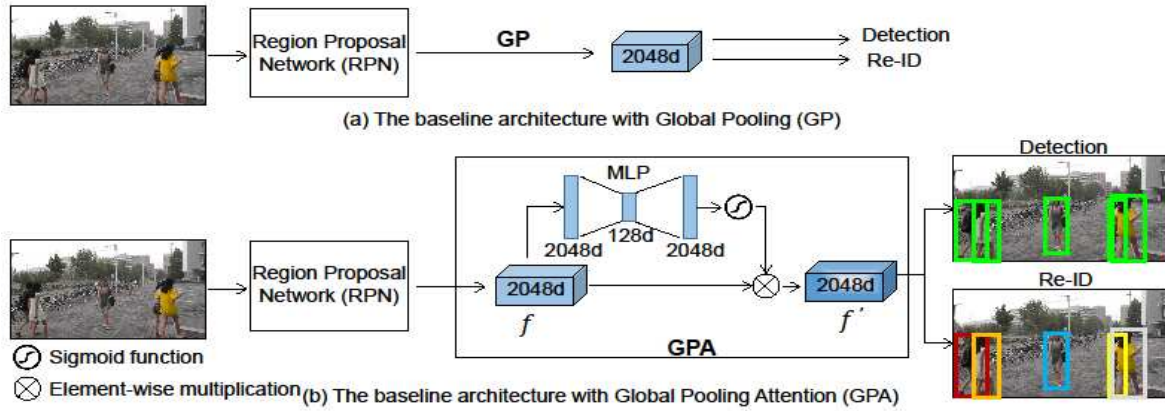 Region Proposal
Network (RPN)
GP
2048d
Detection
Re-ID
(a) The baseline architecture with Global Pooling (GP)
Region Proposal
Network (RPN)
MLP
2048d
128d
2048d
2048d
f
2048d
f'
GPA
Detection
Re-ID
Sigmoid function
Element-wise multiplication
(b) The baseline architecture with Global Pooling Attention (GPA)